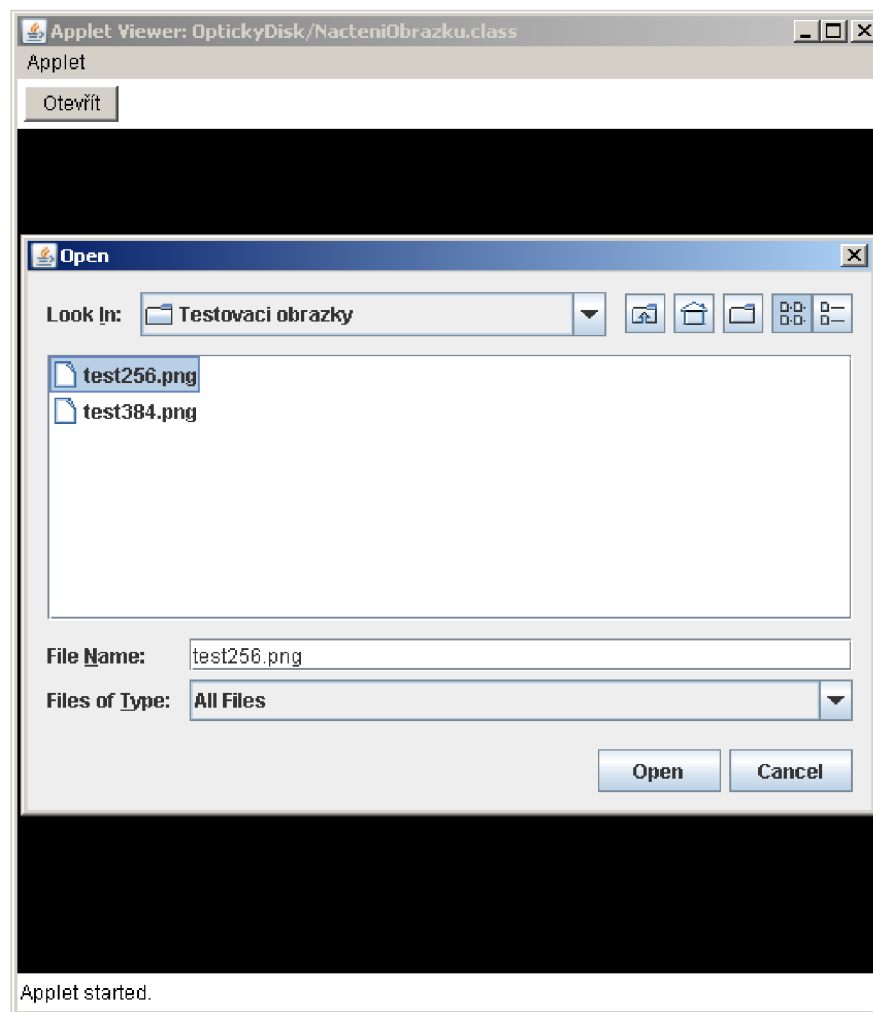 Applet Viewer: OptickyDisk/NacteniObrazku.class
Applet
Otevřít
Open
Look In: Testovaci obrazky
test256.png
test384.png
File Name: test256.png
Files of Type: All Files
Open Cancel
Applet started.